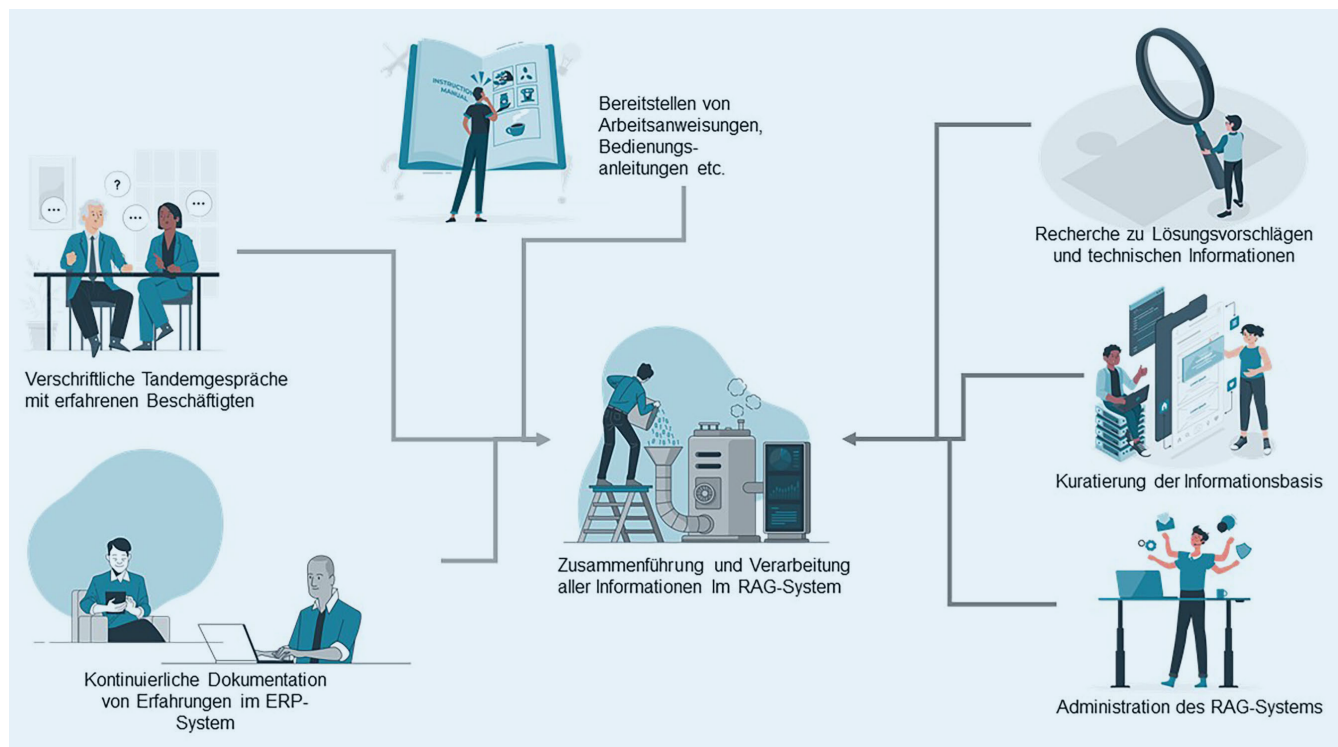 INSTRUCTION
MANUAL
Bereitstellen von
Arbeitsanweisungen,
Bedienungs-
anleitungen etc.
?
Verschriftliche Tandemgespräche
mit erfahrenen Beschäftigten
Kontinuierliche Dokumentation
von Erfahrungen im ERP-
System
Zusammenführung und Verarbeitung
aller Informationen Im RAG-System
Recherche zu Lösungsvorschlägen
und technischen Informationen
Kuratierung der Informationsbasis
Administration des RAG-Systems